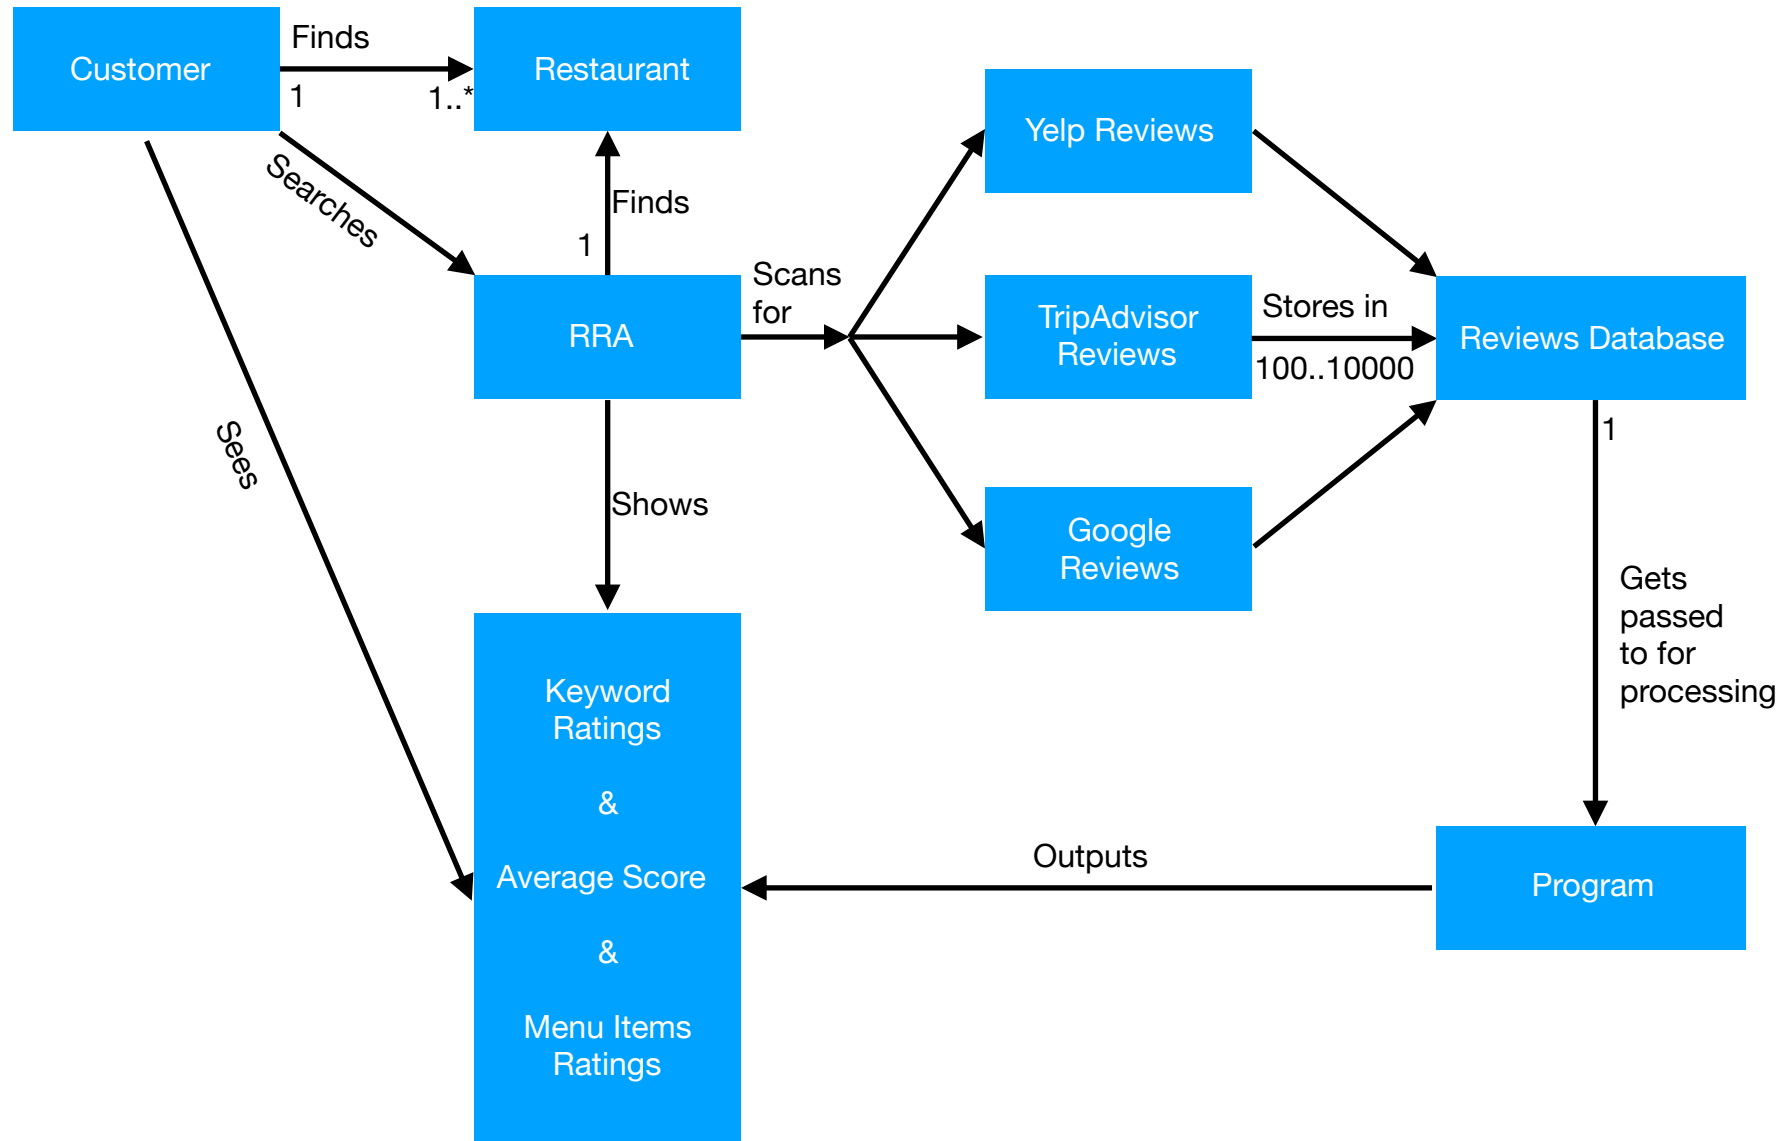 Customer
Finds
1
1..*
Restaurant
Searches
Finds
1
RRA
Scans
for
Yelp Reviews
TripAdvisor
Reviews
Google
Reviews
Stores in
100..10000
Reviews Database
1
Gets
passed
to for
processing
Sees
Shows
Keyword
Ratings
&
Average Score
&
Menu Items
Ratings
Outputs
Program